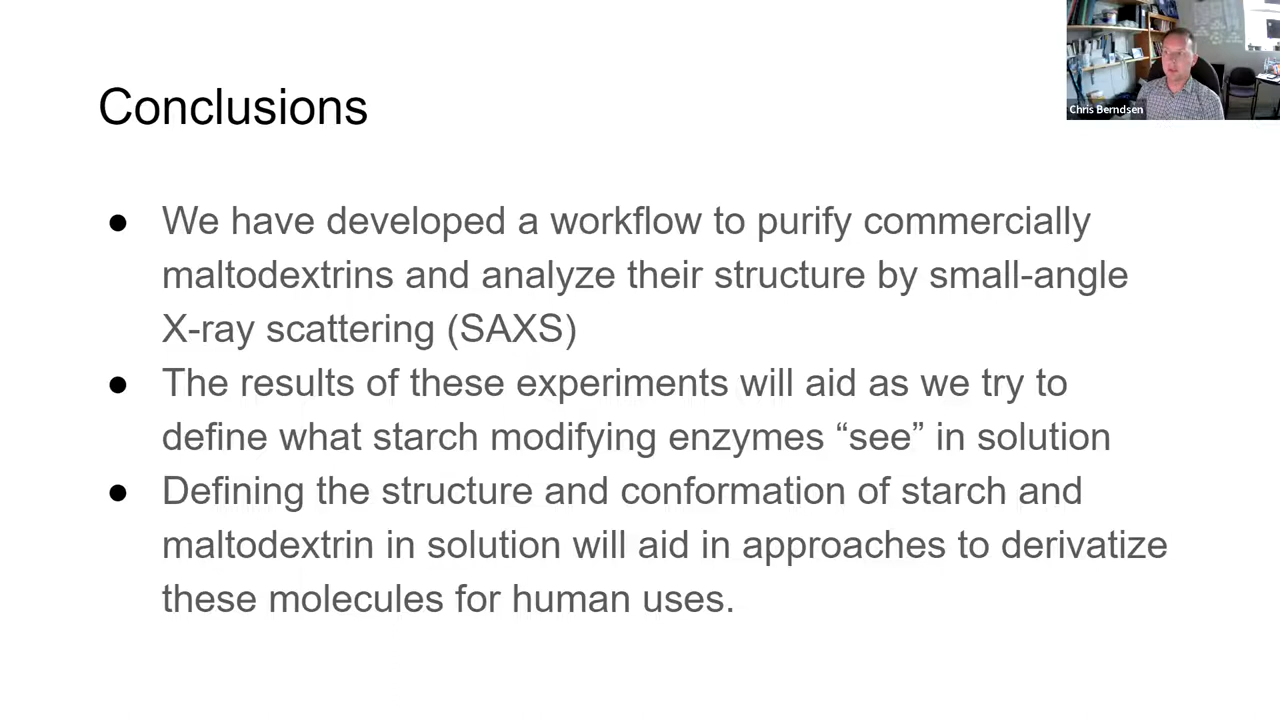 Conclusions
Chris Berndsen
● We have developed a workflow to purify commercially
maltodextrins and analyze their structure by small-angle
X-ray scattering (SAXS)
● The results of these experiments will aid as we try to
define what starch modifying enzymes “see” in solution
● Defining the structure and conformation of starch and
maltodextrin in solution will aid in approaches to derivatize
these molecules for human uses.